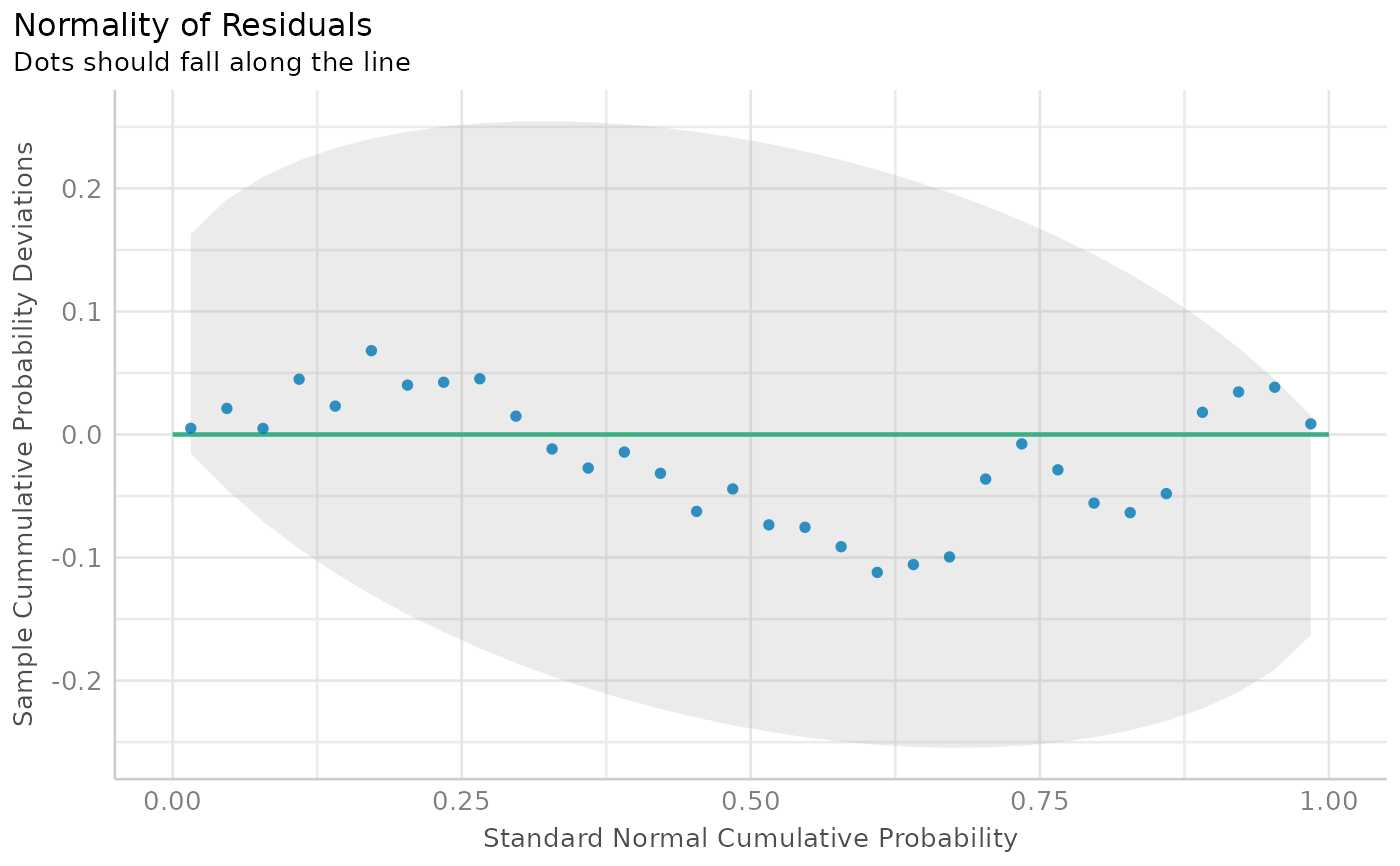 Normality of Residuals
Dots should fall along the line
Sample Cummulative Probability Deviations
0.2
0.1
0.0
-0.1
-0.2
0.00 0.25 0.50 0.75 1.00
Standard Normal Cumulative Probability